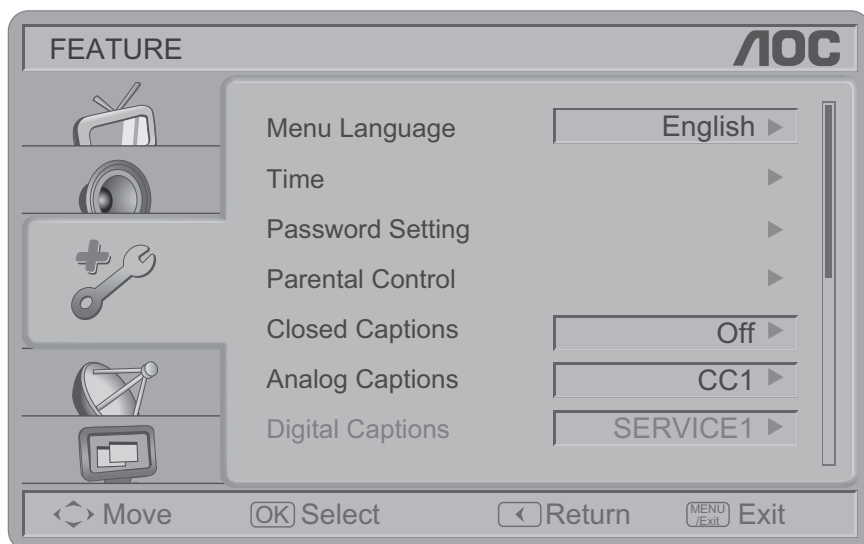 FEATURE AOC
Menu Language English
Time
Password Setting
Parental Control
Closed Captions Off
Analog Captions CC1
Digital Captions SERVICE1
Move OK Select Return MENU /Exit Exit